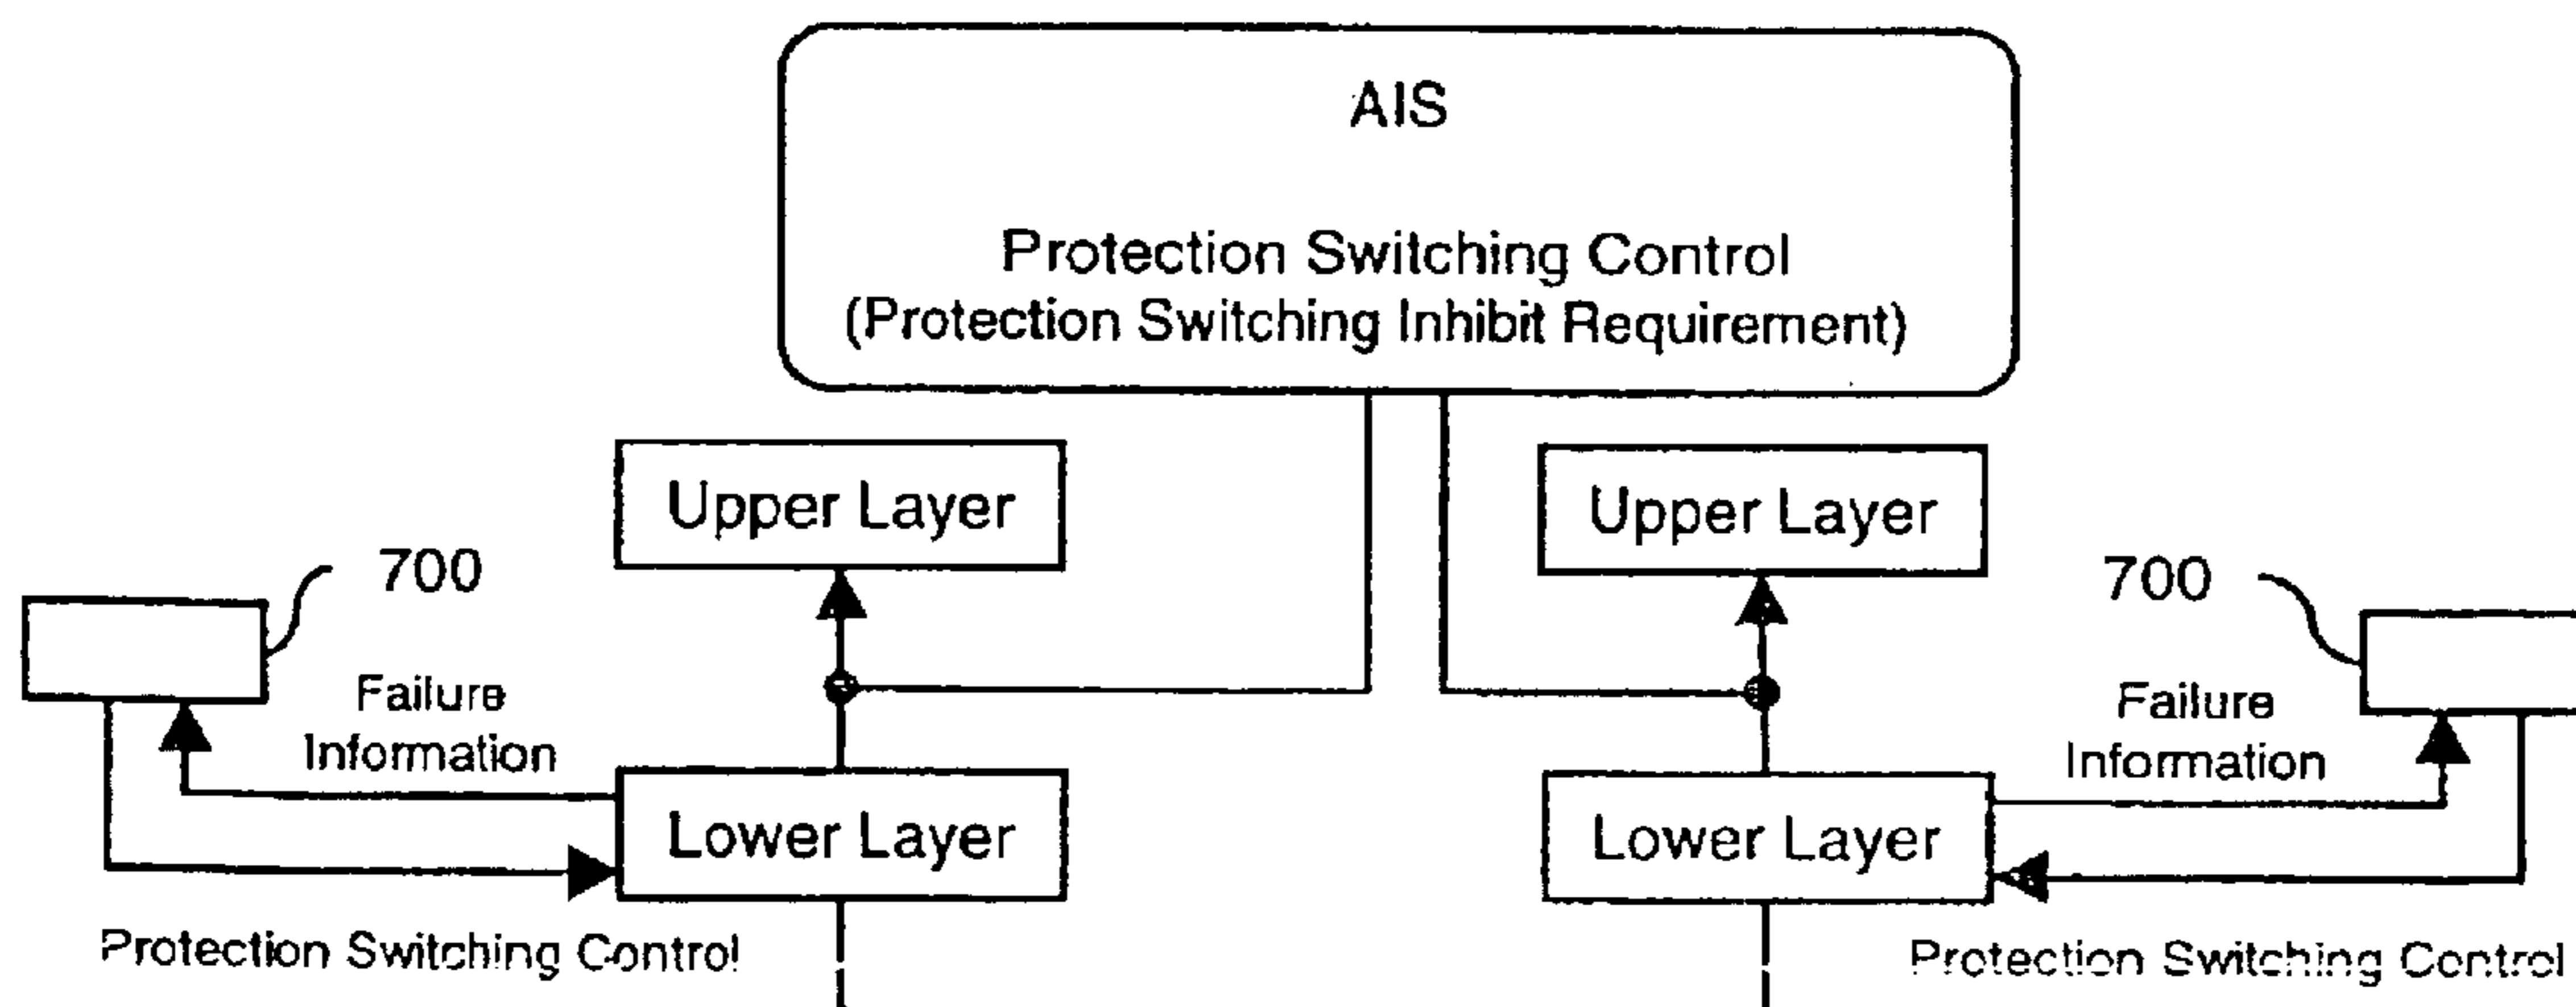 AIS
Protection Switching Control
(Protection Switching Inhibit Requirement)
Upper Layer
Upper Layer
700
700
Failure
Information
Failure
Information
Lower Layer
Lower Layer
Protection Switching Control
Protection Switching Control